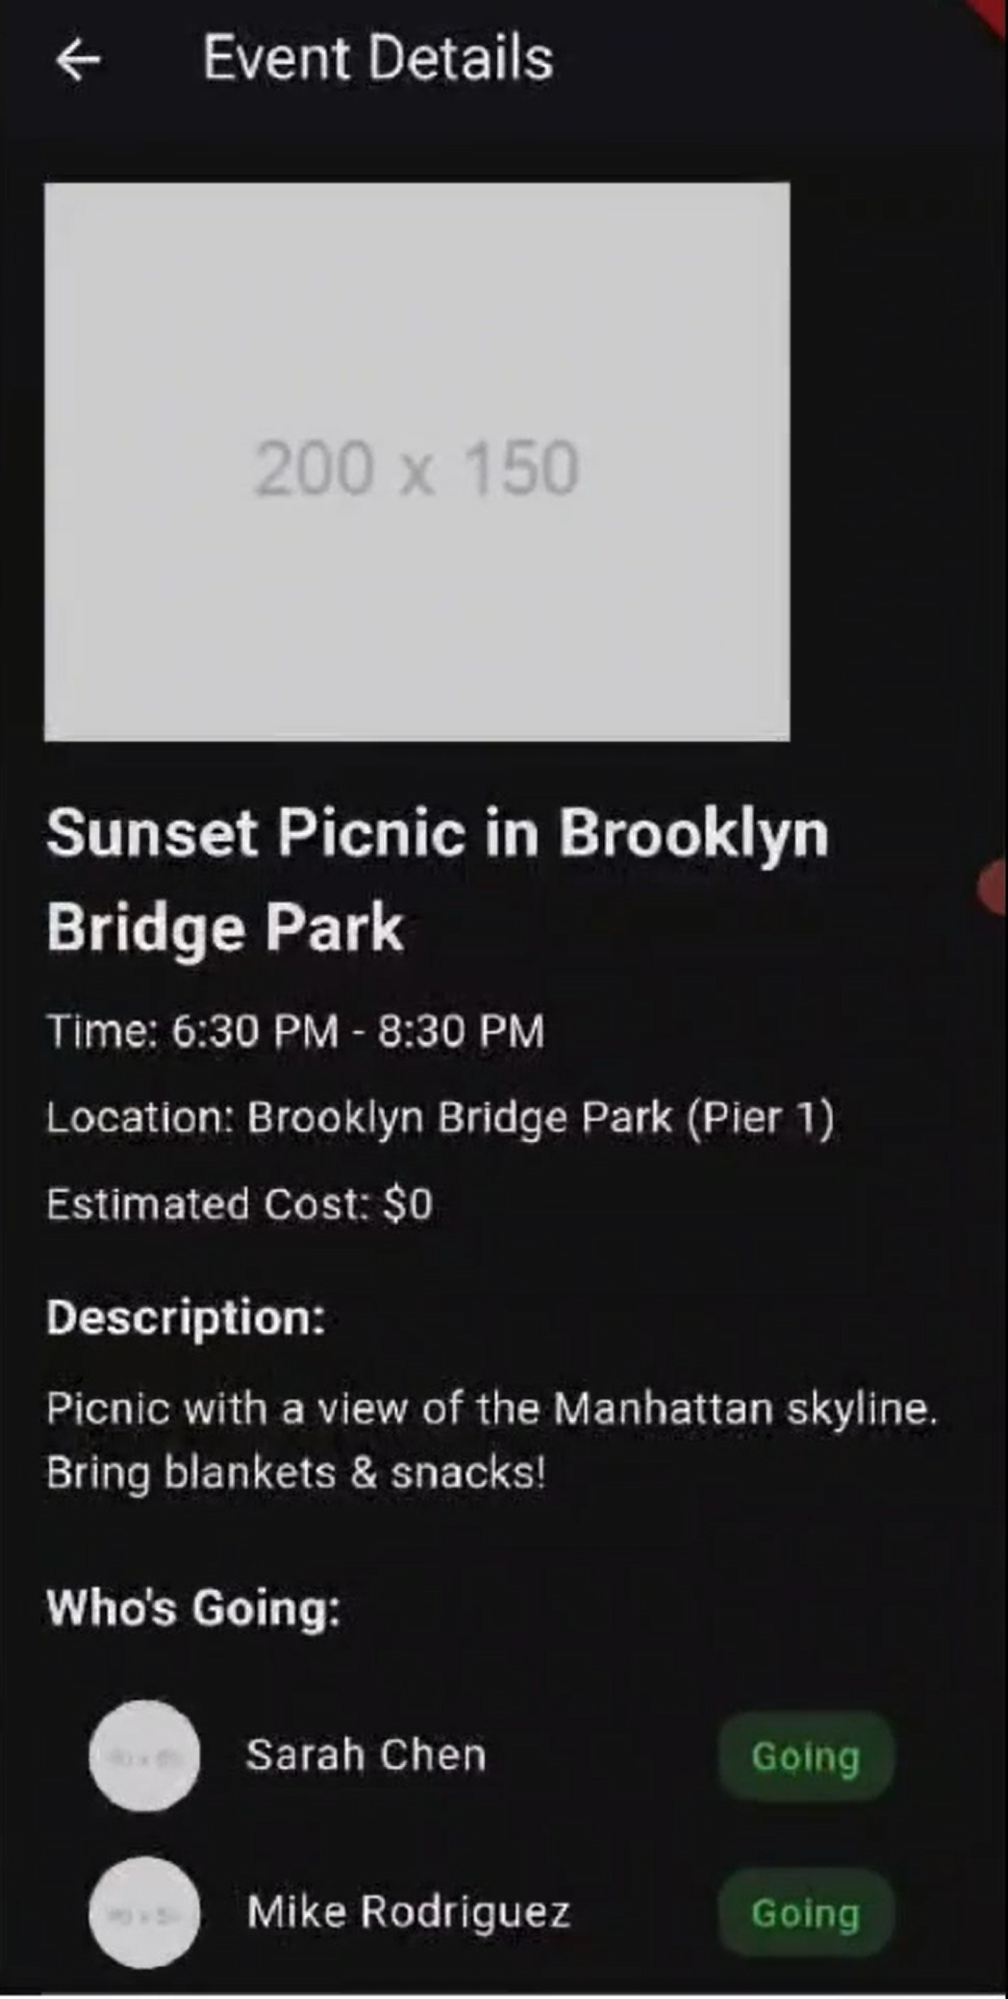 Event Details
200 x 150
Sunset Picnic in Brooklyn
Bridge Park
Time: 6:30 PM - 8:30 PM
Location: Brooklyn Bridge Park (Pier 1)
Estimated Cost: $0
Description:
Picnic with a view of the Manhattan skyline.
Bring blankets & snacks!
Who's Going:
Sarah Chen
Going
Mike Rodriguez
Going